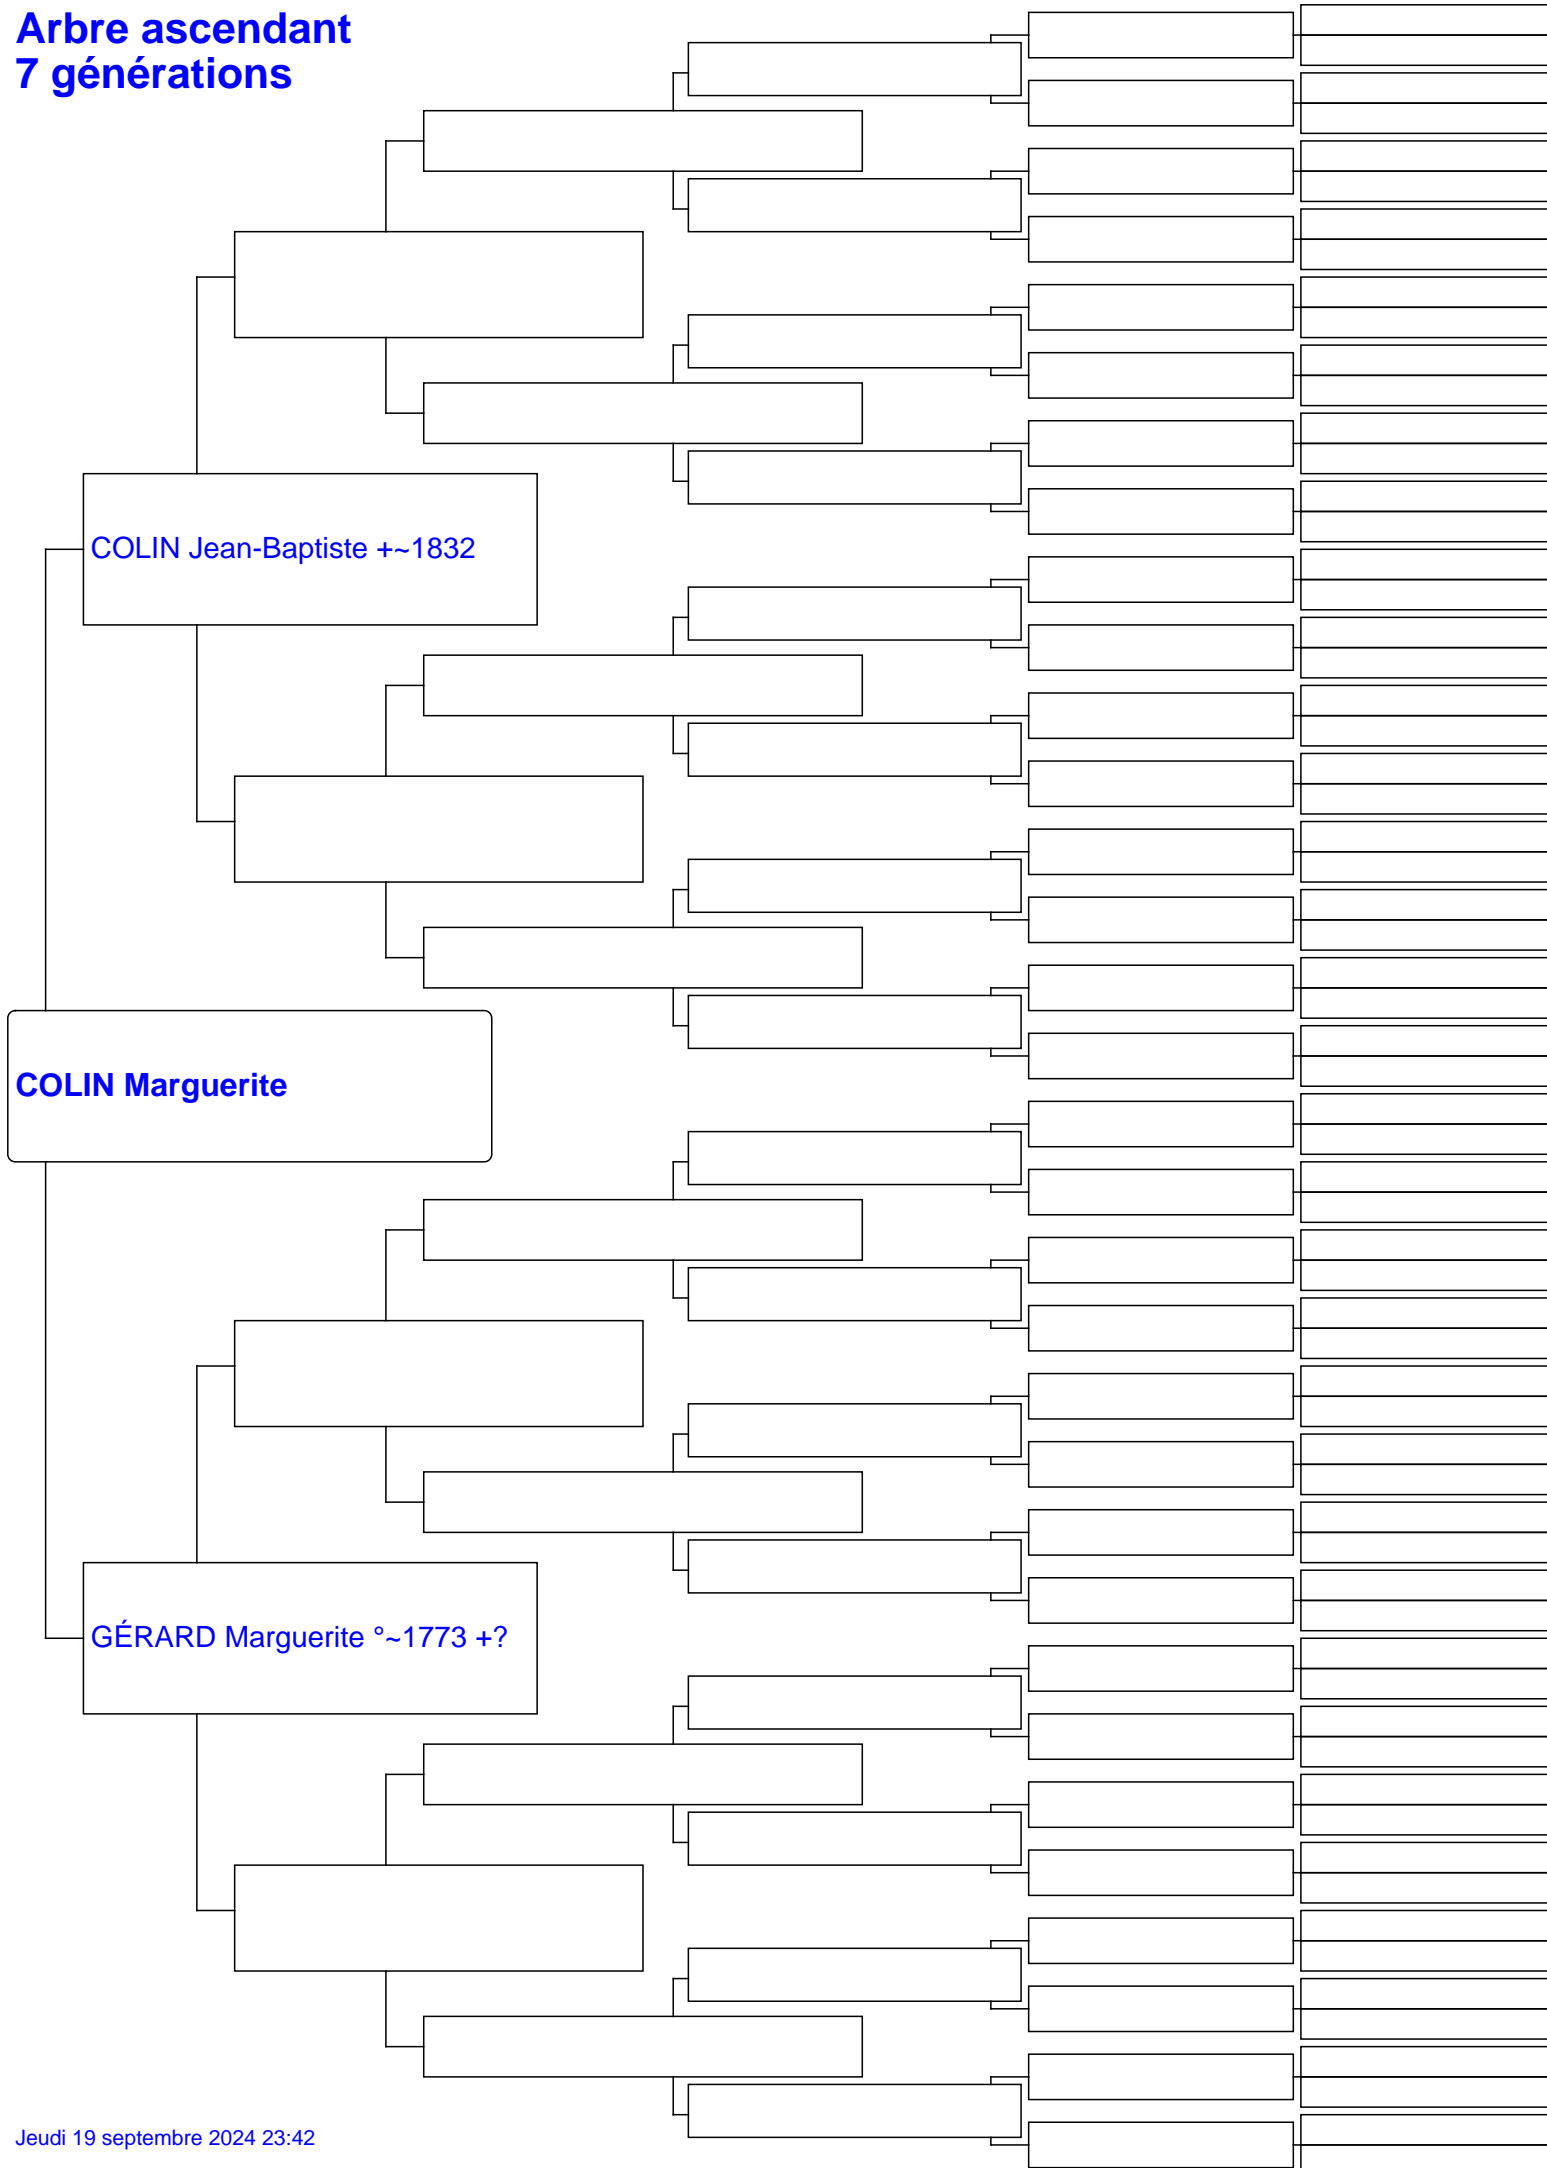 Arbre ascendant
7 générations
COLIN Jean-Baptiste +~1832
COLIN Marguerite
GÉRARD Marguerite °~1773 +?
Jeudi 19 septembre 2024 23:42